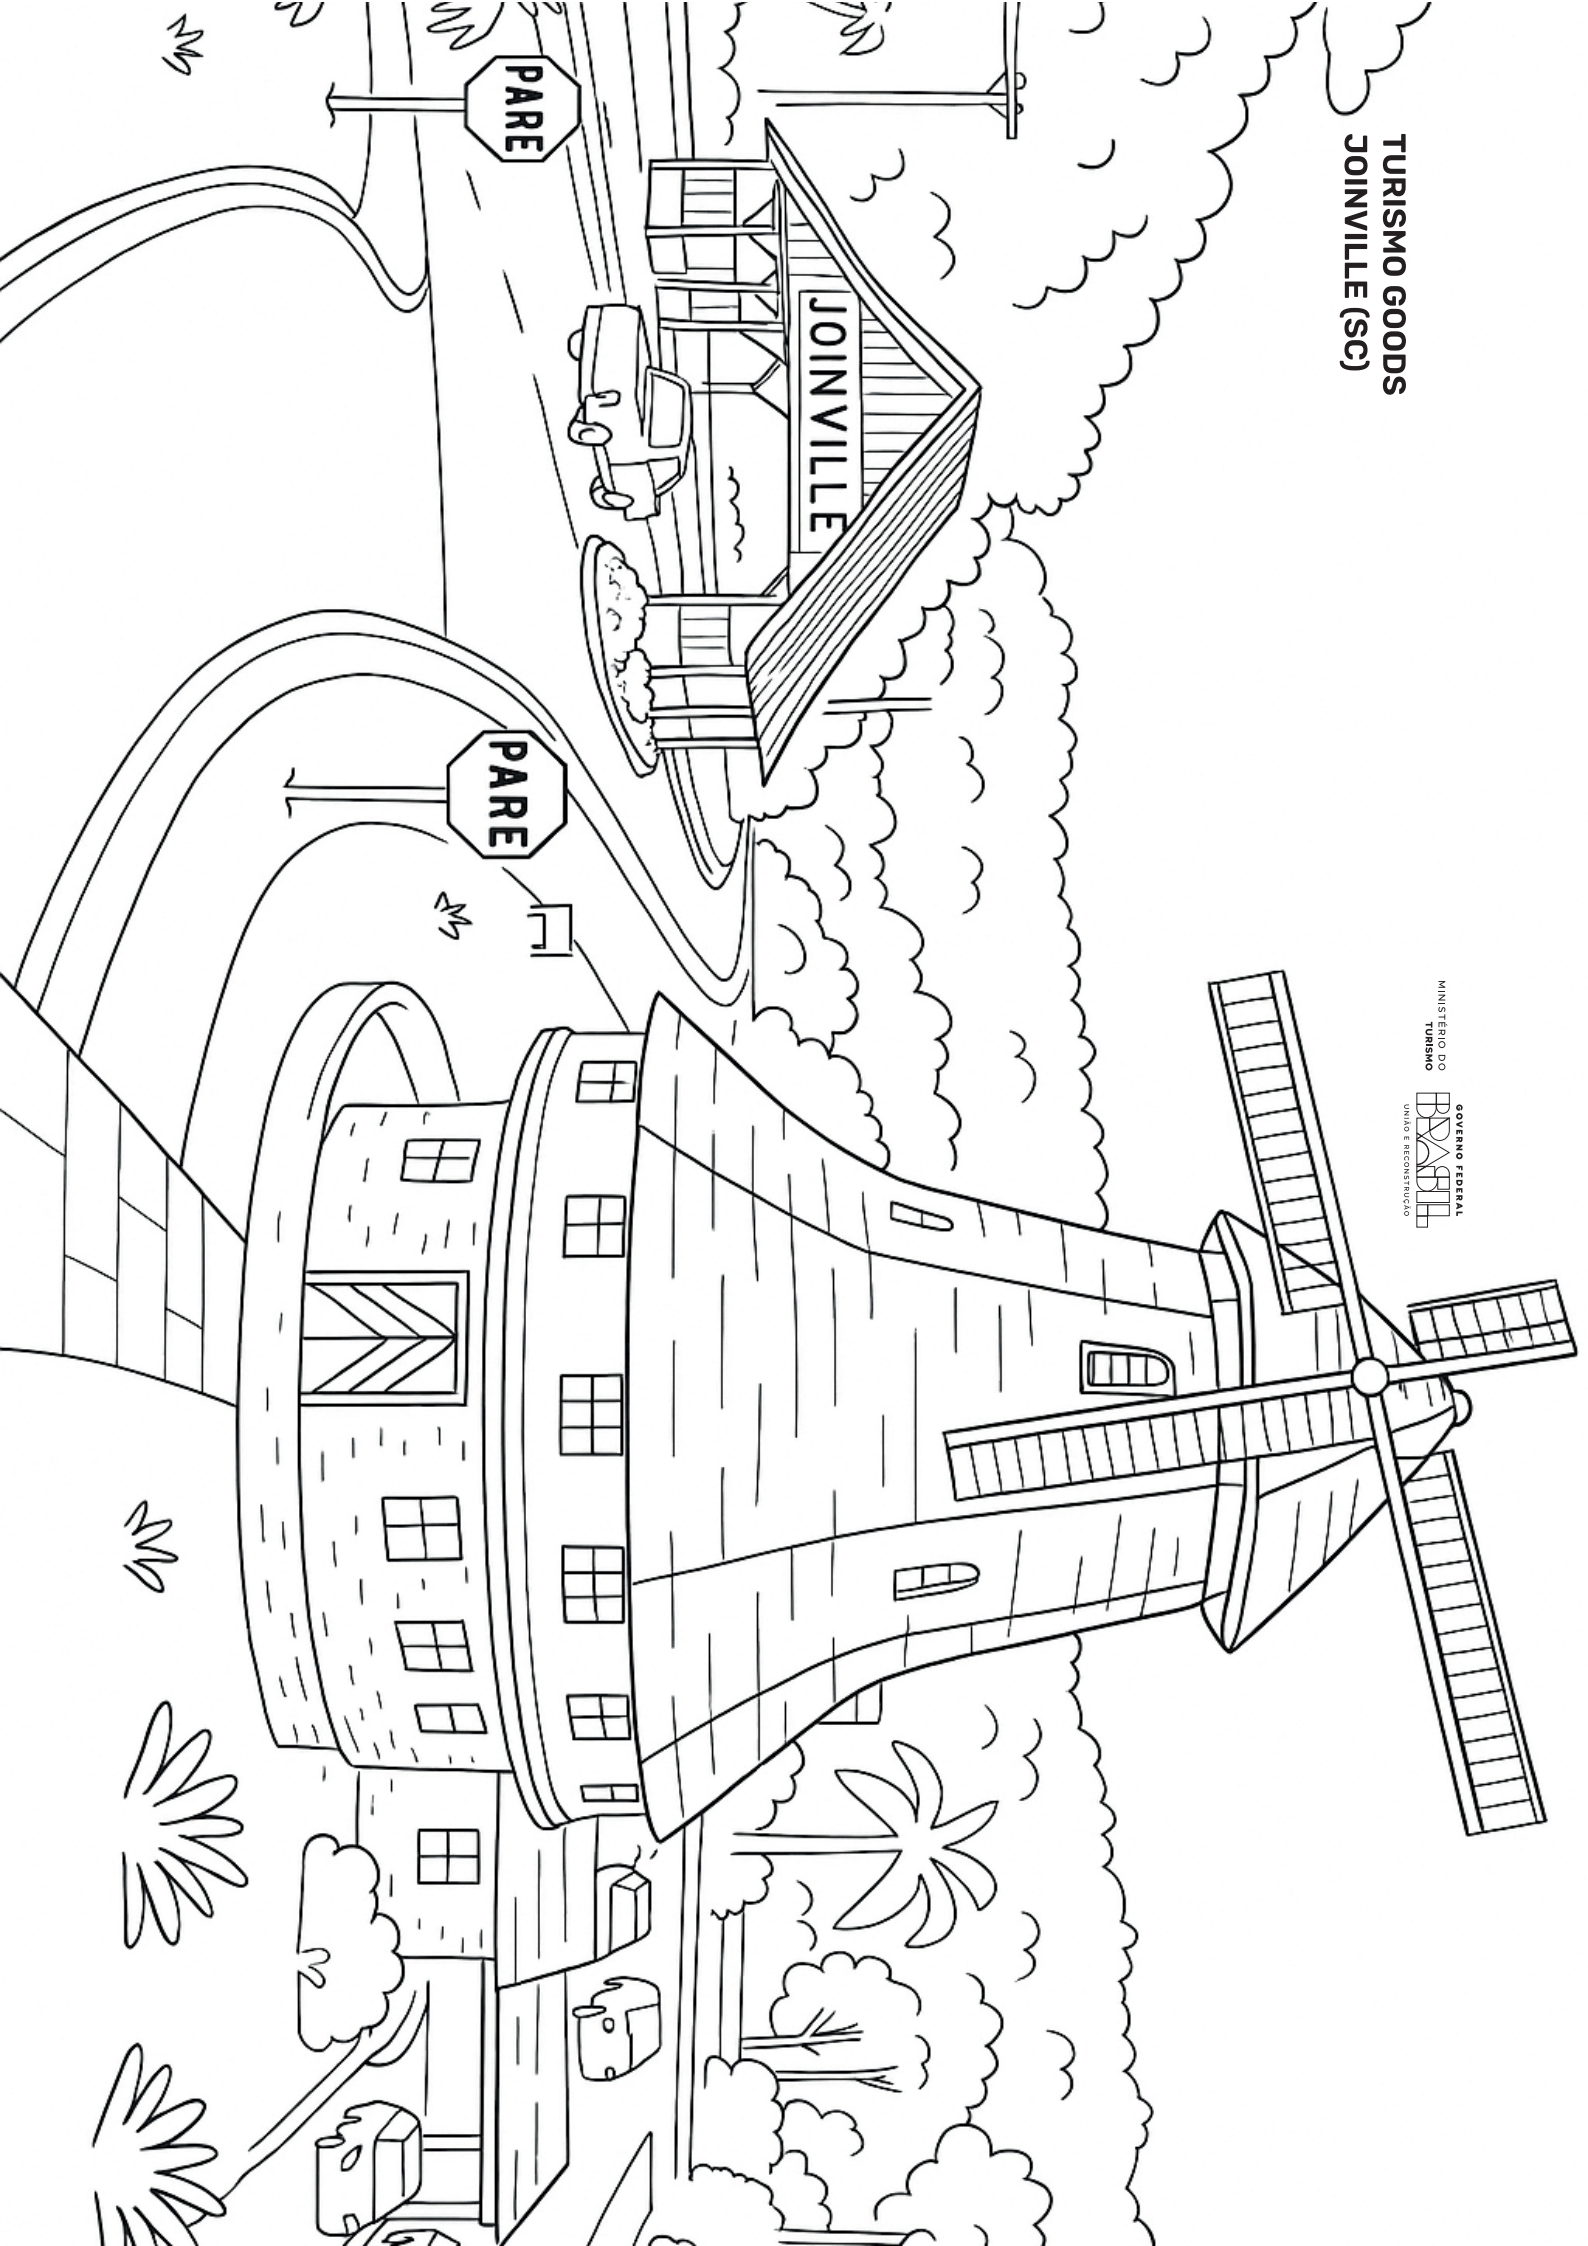 TURISMO GOODS
JOINVILLE (SC)
MINISTÉRIO DO
TURISMO
GOVERNO FEDERAL
BRASIL
UNIÃO E RECONSTRUÇÃO
JOINVILLE
PARE
PARE